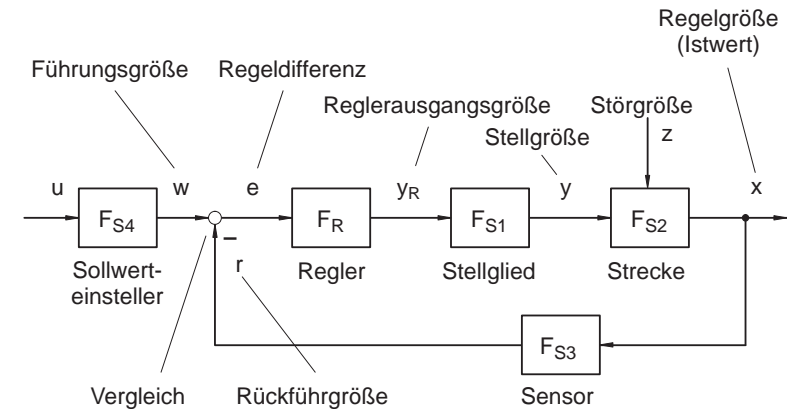 Regelgröße
(Istwert)
Führungsgröße
Regeldifferenz
Reglerausgangsgröße
Störgröße
Stellgröße
z
u
w
e
yR
y
x
FS4
FR
FS1
FS2
–
Sollwert-
einsteller
r
Regler
Stellglied
Strecke
FS3
Vergleich
Rückführgröße
Sensor